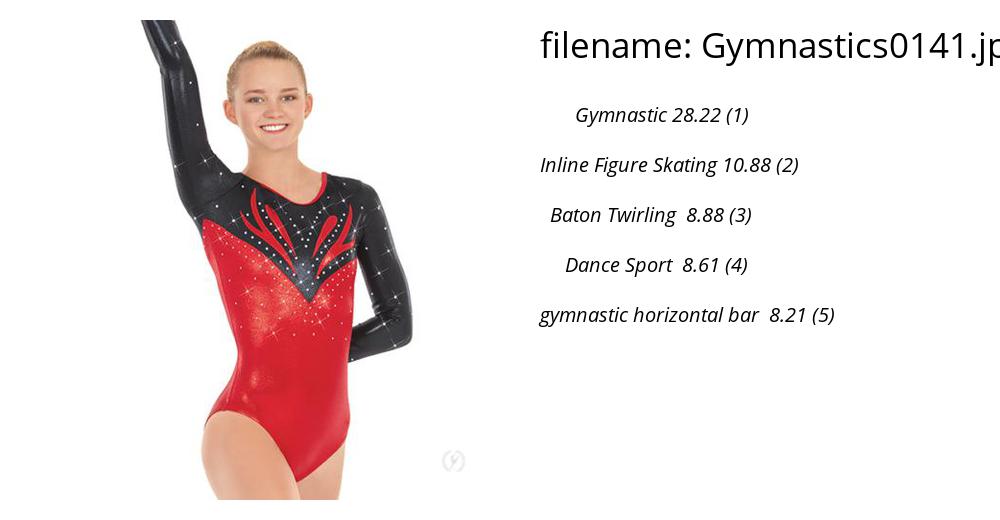 filename: Gymnastics0141.jp
Gymnastic 28.22 (1)
Inline Figure Skating 10.88 (2)
Baton Twirling 8.88 (3)
Dance Sport 8.61 (4)
gymnastic horizontal bar 8.21 (5)